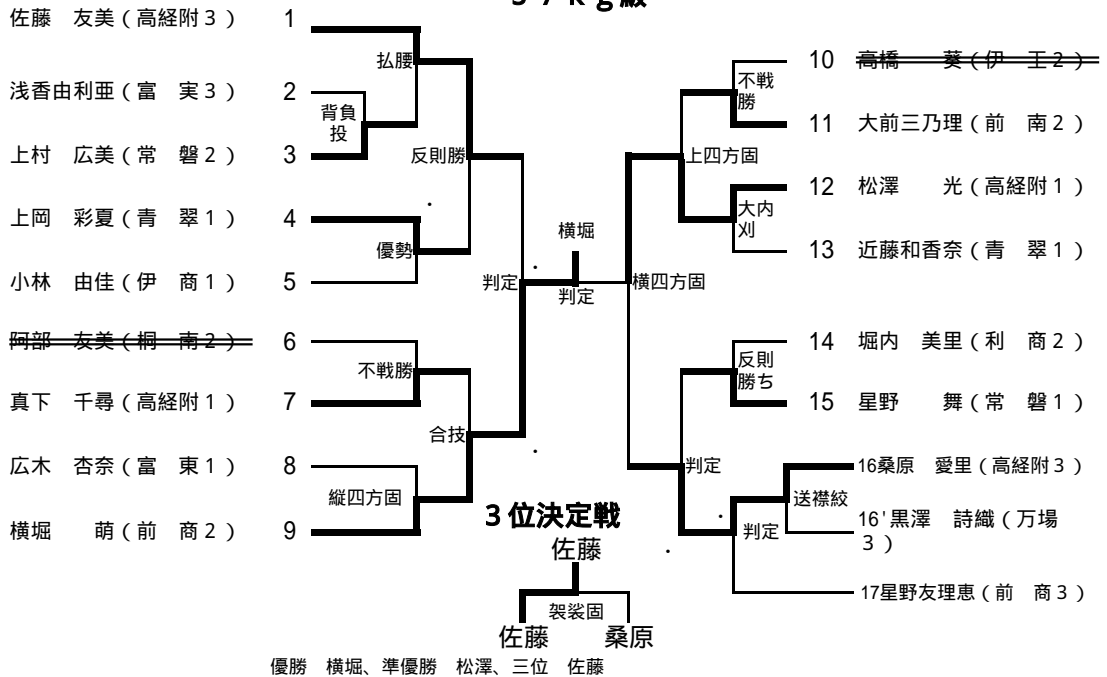 ５７ｋｇ級
佐藤　友美（高経附３）　1
浅香由利亜（富　実３）　2
上村　広美（常　磐２）　3
上岡　彩夏（青　翠１）　4
小林　由佳（伊　商１）　5
阿部　友美（桐　南２）　6
真下　千尋（高経附１）　7
広木　杏奈（富　東１）　8
横堀　　萌（前　商２）　9
払腰
背負
投
反則勝
優勢
判定
不戦勝
合技
縦四方固
横堀
判定
10　高橋　　葵（伊　王２）
11　大前三乃理（前　南２）
12　松澤　　光（高経附１）
13　近藤和香奈（青　翠１）
14　堀内　美里（利　商２）
15　星野　　舞（常　磐１）
16桑原　愛里（高経附３）
16'黒澤　詩織（万場
３）
17星野友理恵（前　商３）
不戦
勝
上四方固
大内
刈
横四方固
反則
勝ち
判定
送襟絞
判定
３位決定戦
佐藤
袈裟固
佐藤　桑原
優勝　横堀、準優勝　松澤、三位　佐藤